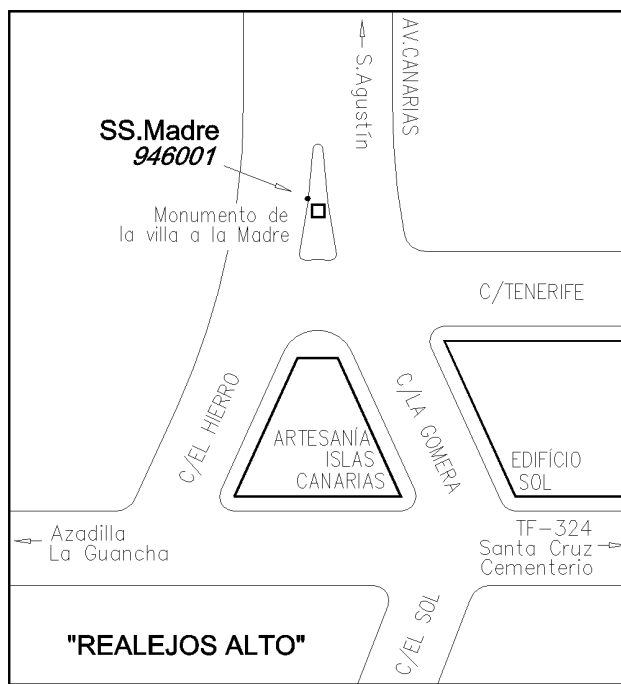 AV.CANARIAS
S.Agustín
SS.Madre
946001
Monumento de
la villa a la Madre
C/TENERIFE
C/EL HIERRO
C/LA GOMERA
ARTESANÍA
ISLAS
CANARIAS
EDIFÍCIO
SOL
Azadilla
La Guancha
TF-324
Santa Cruz
Cementerio
C/EL SOL
"REALEJOS ALTO"